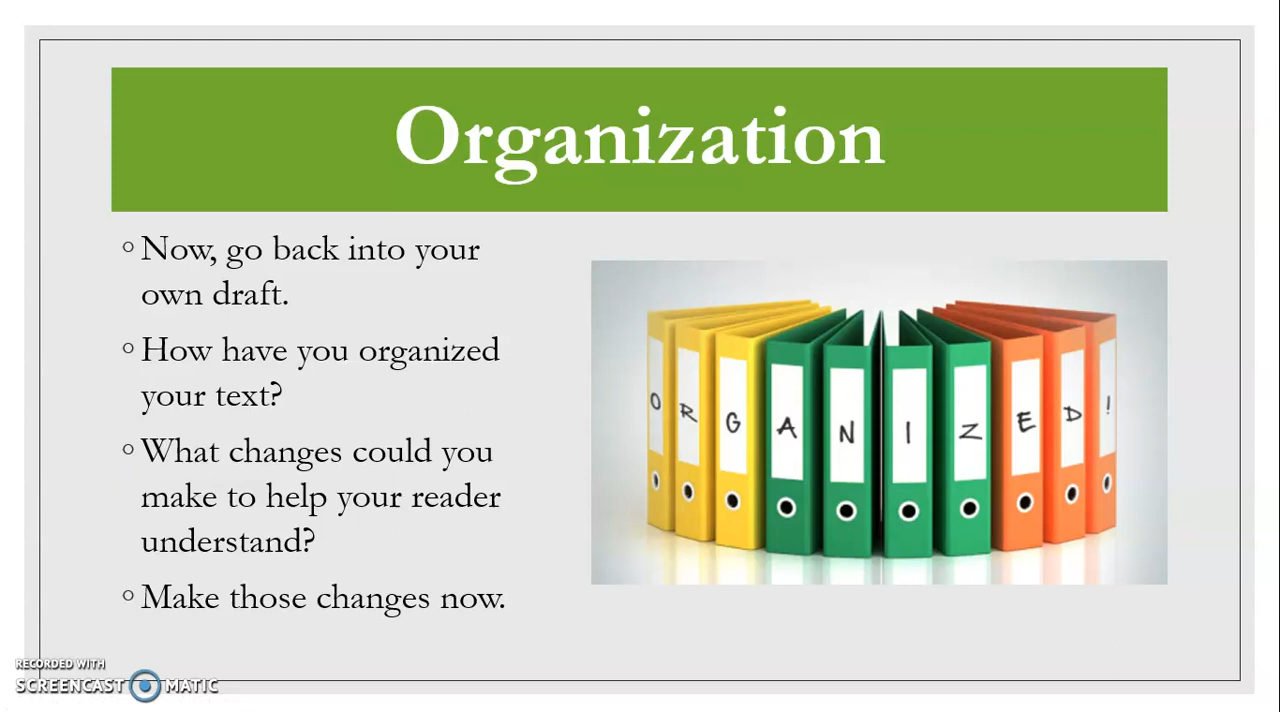 Organization
◦ Now, go back into your
own draft.
◦ How have you organized
your text?
◦ What changes could you
make to help your reader
understand?
◦ Make those changes now.
ORGANIZED!
RECORDED WITH
SCREENCAST MATIC